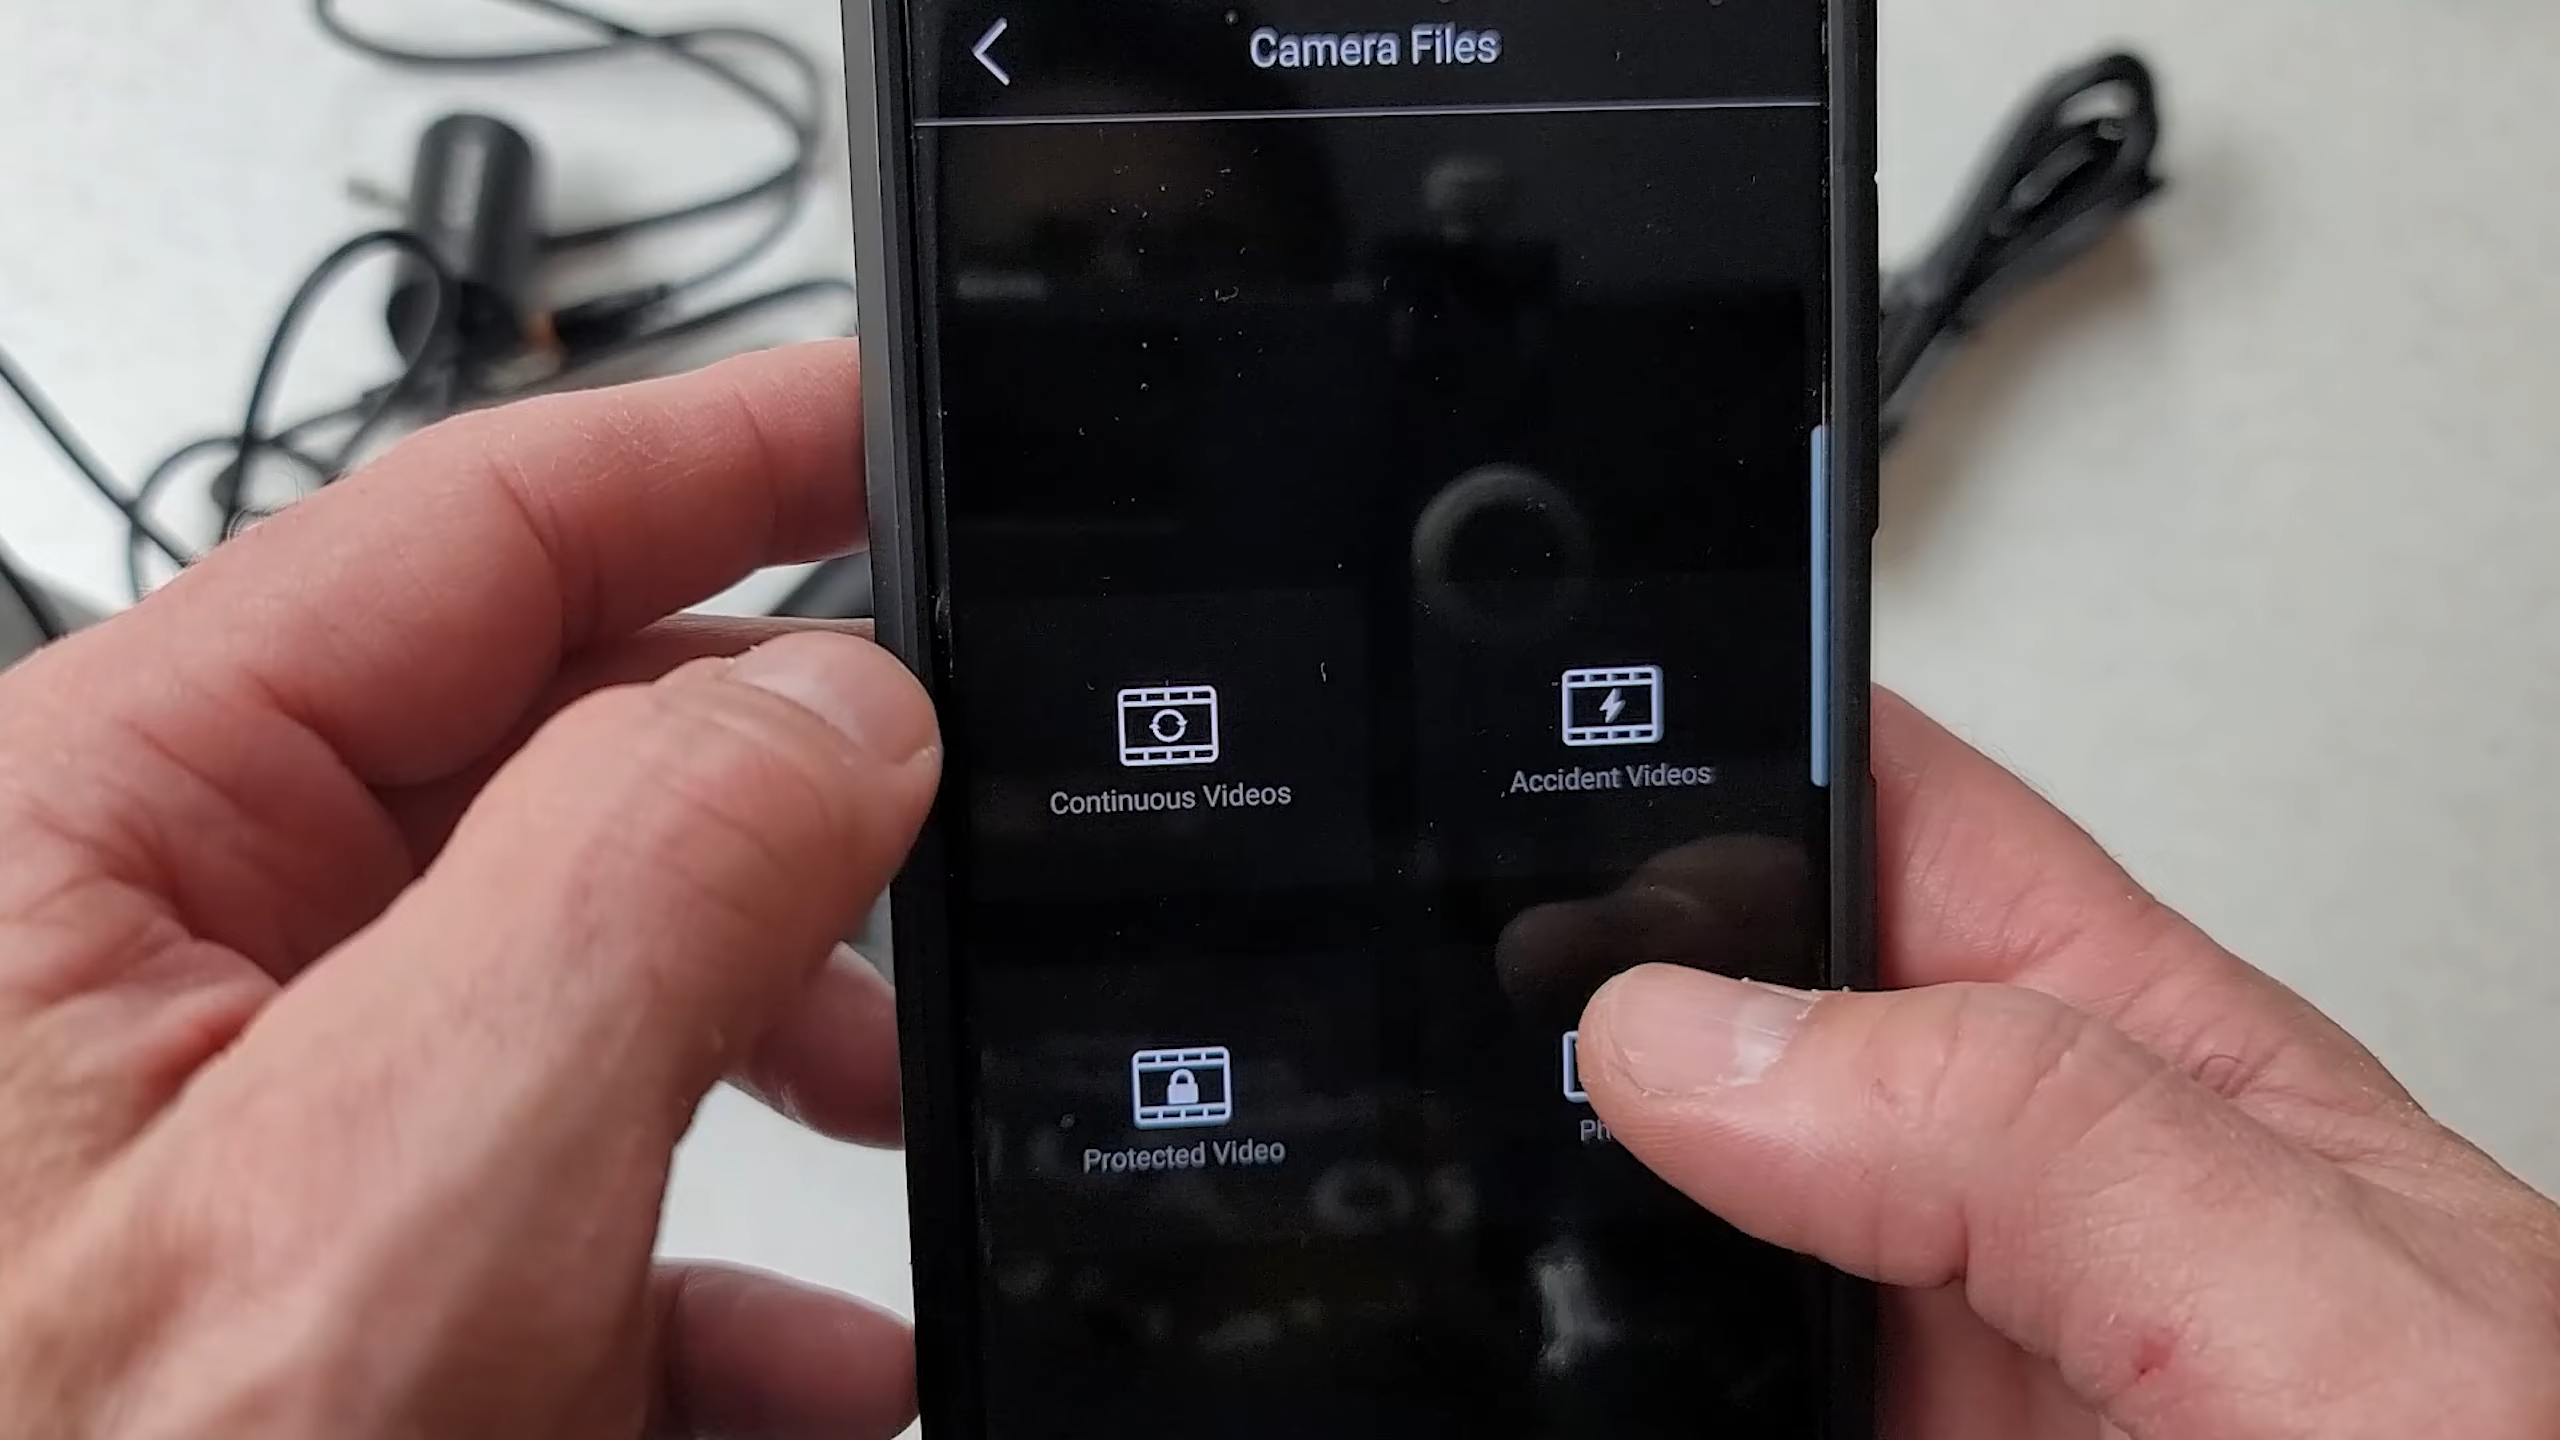 Camera Files
Continuous Videos
Accident Videos
Protected Video